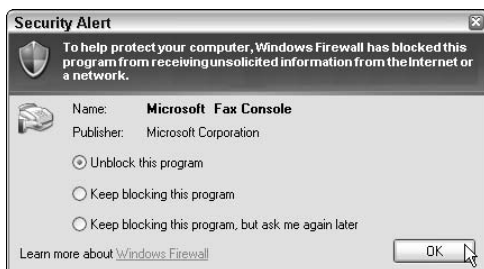 Security Alert
To help protect your computer, Windows Firewall has blocked this
program from receiving unsolicited information from the Internet or
a network.
Name: Microsoft Fax Console
Publisher: Microsoft Corporation
Unblock this program
Keep blocking this program
Keep blocking this program, but ask me again later
OK
Learn more about Windows Firewall